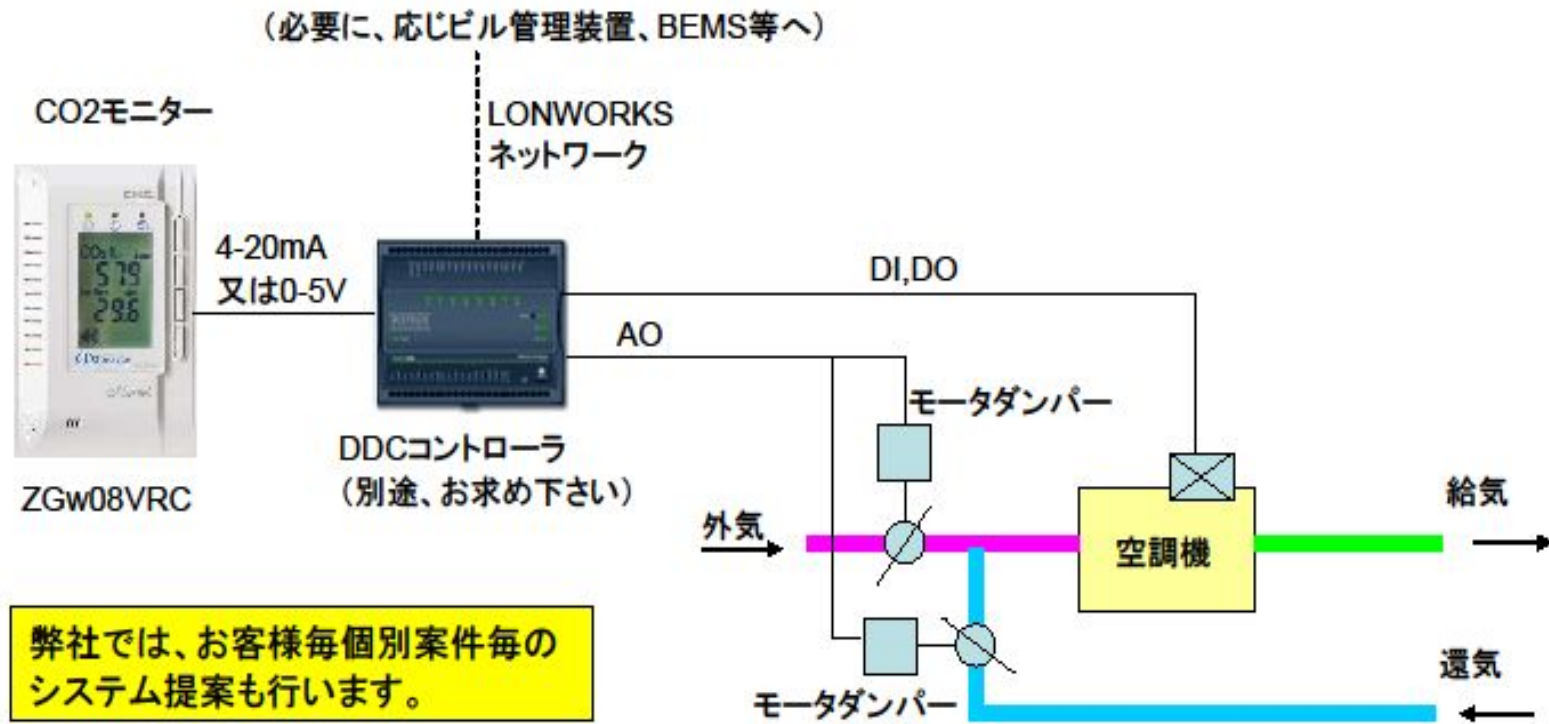 (必要に、応じビル管理装置、BEMS等へ)
CO2モニター
LONWORKS
ネットワーク
4-20mA
又は0-5V
DI,DO
AO
579
29.6
モータダンパー
DDCコントローラ
(別途、お求め下さい)
ZGw08VRC
外気
空調機
給気
弊社では、お客様毎個別案件毎の
システム提案も行います。
モータダンパー
還気